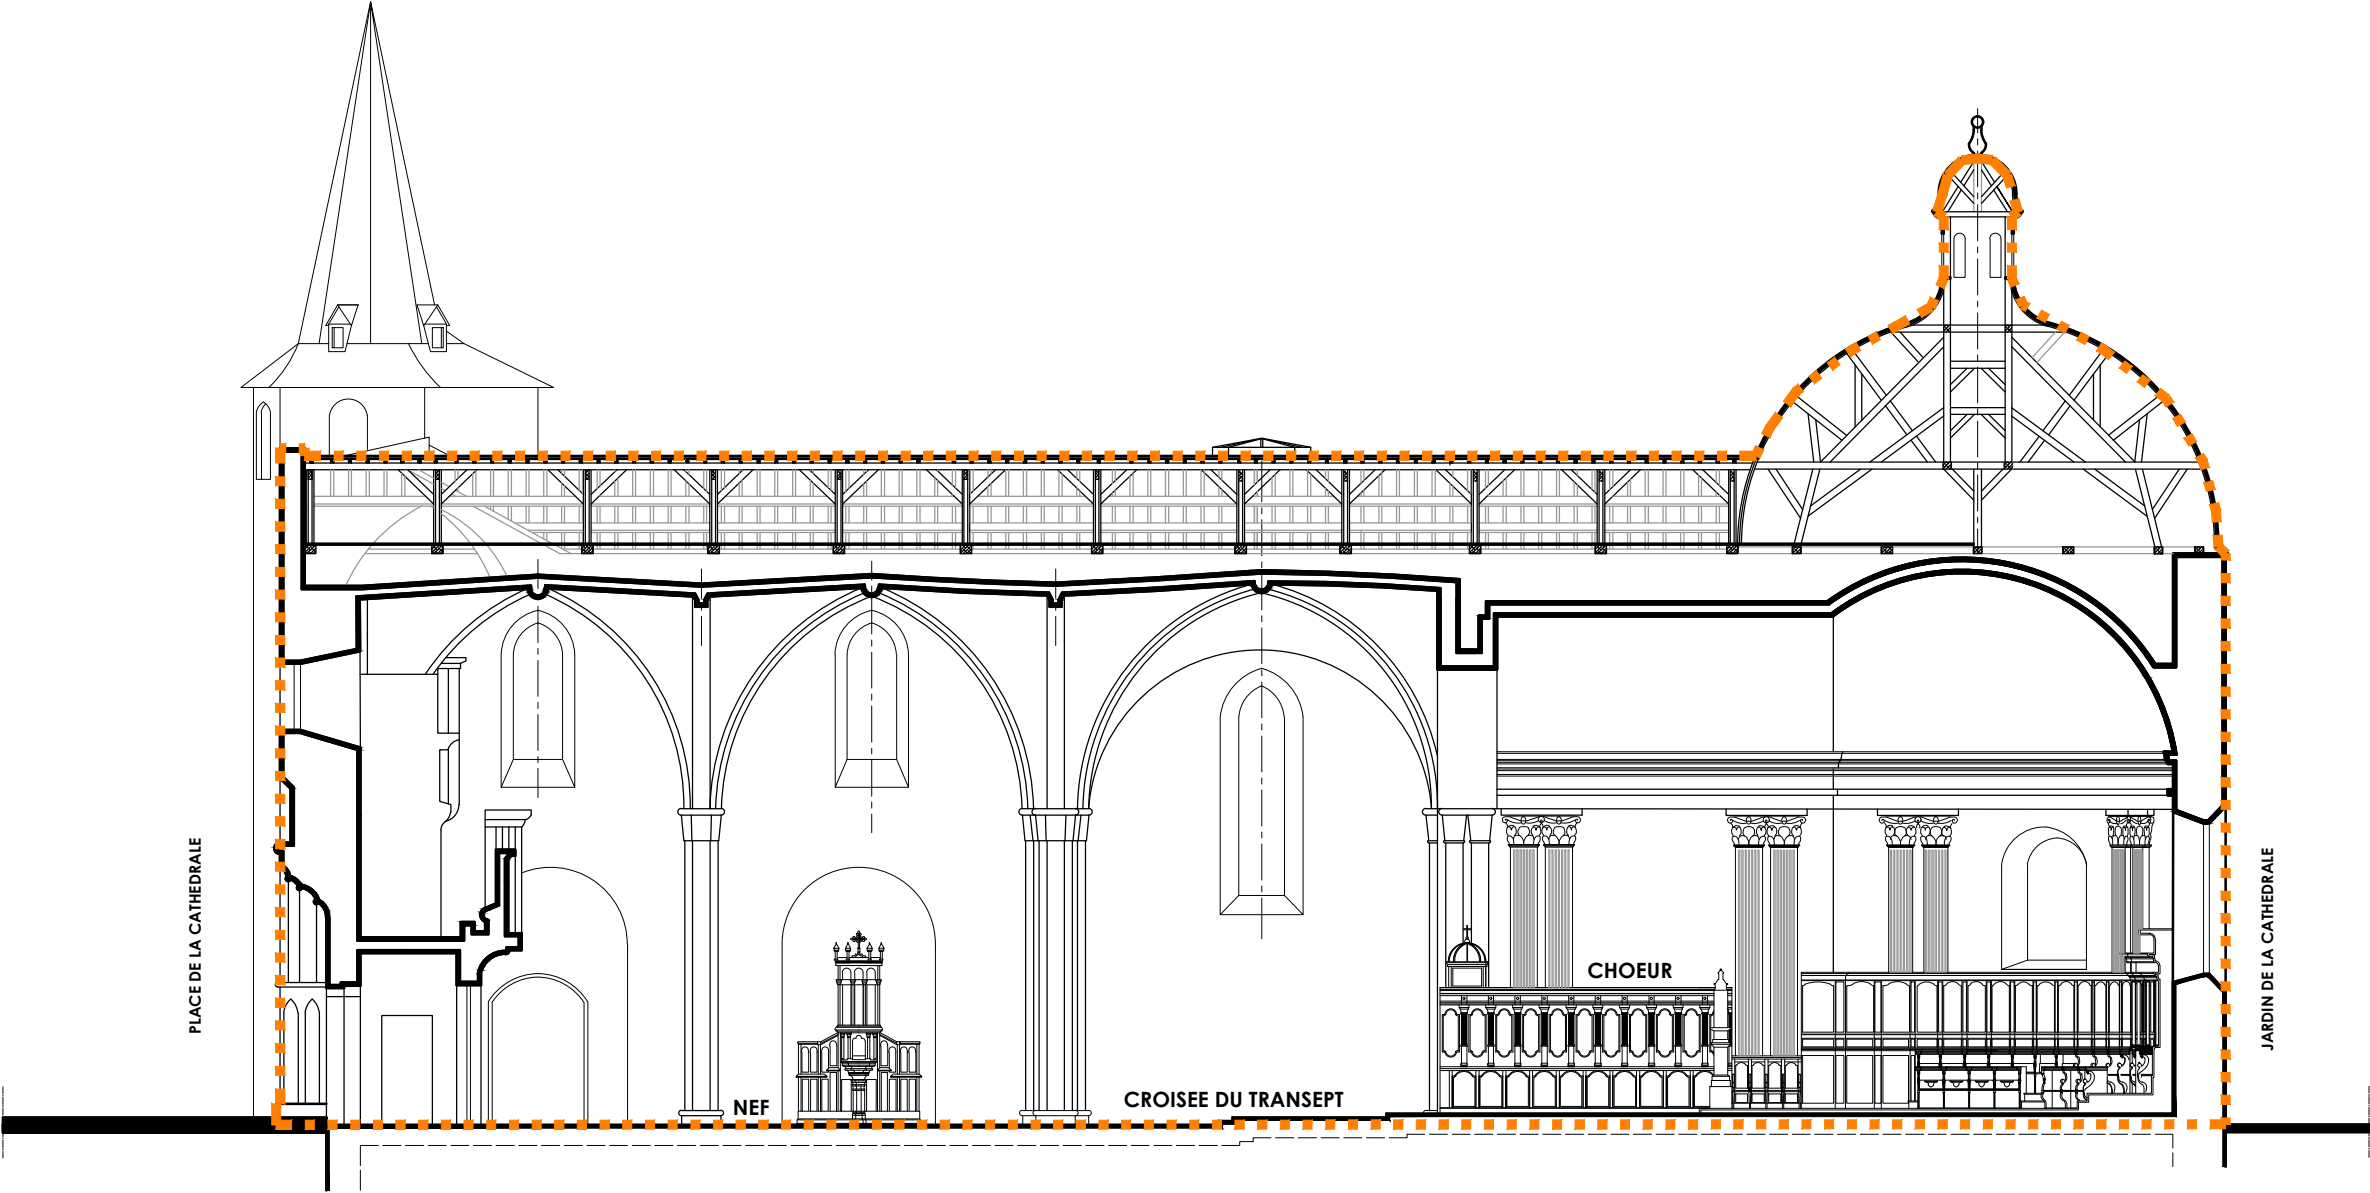 PLACE DE LA CATHEDRALE
NEF
CROISEE DU TRANSEPT
CHOEUR
JARDIN DE LA CATHEDRALE